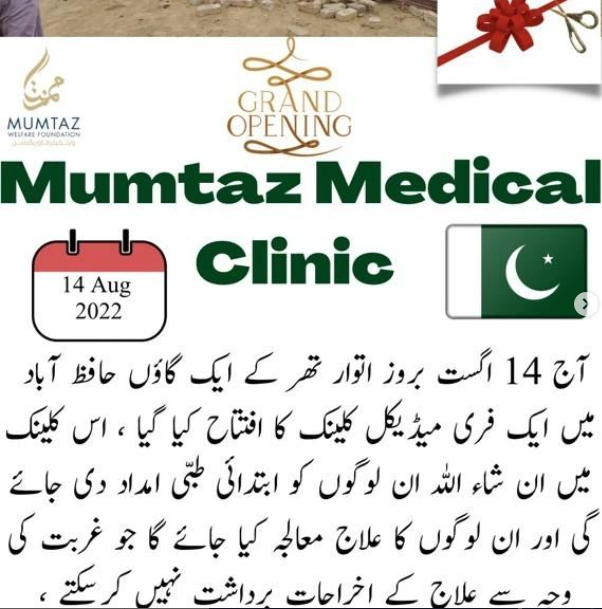 ممتاز
MUMTAZ
WELFARE FOUNDATION
GRAND
OPENING
Mumtaz Medical
Clinic
14 Aug
2022
آج 14 اگست بروز اتوار تھر کے ایک گاؤں حافظ آباد
میں ایک فری میڈیکل کلینک کا افتتاح کیا گیا ، اس کلینک
میں ان شاء اللہ ان لوگوں کو ابتدائی طبّی امداد دی جائے
گی اور ان لوگوں کا علاج معالجہ کیا جائے گا جو غربت کی
وجہ سے علاج کے اخراجات برداشت نہیں کرسکتے ،